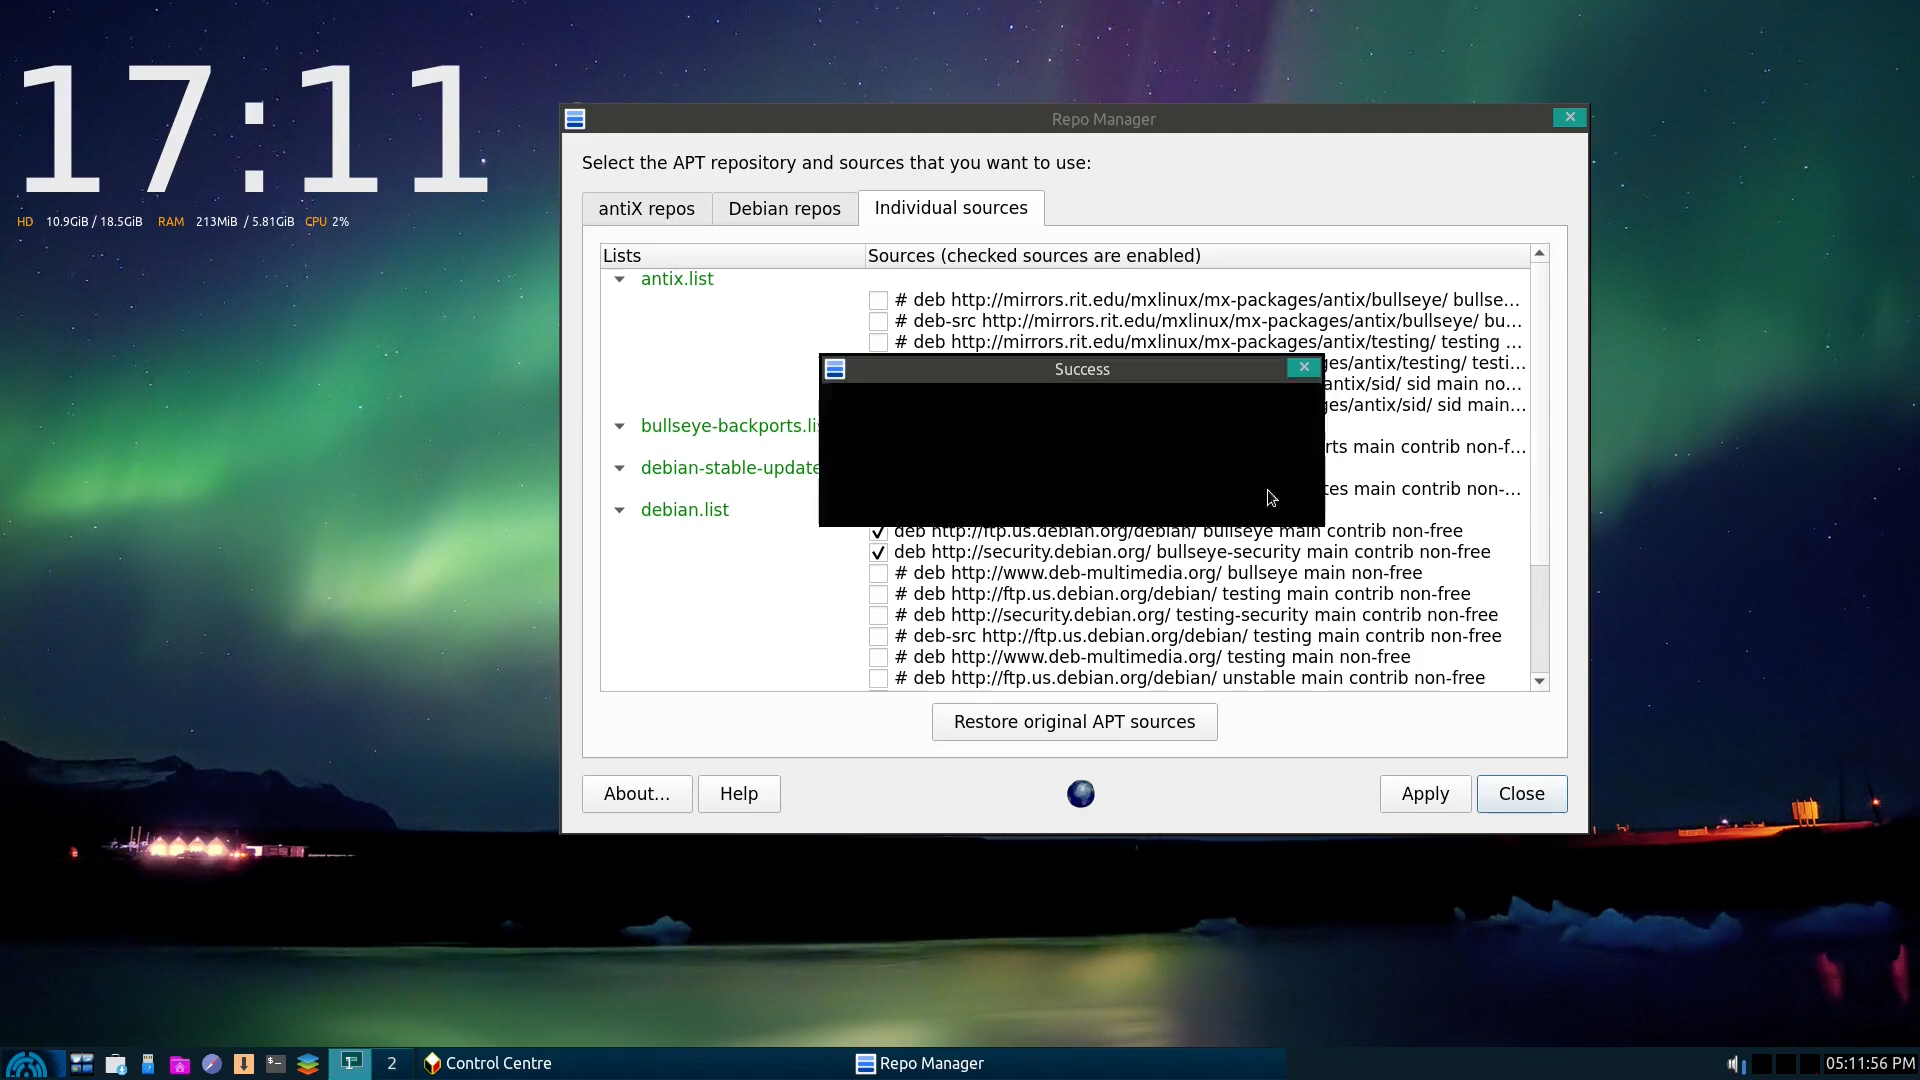 17:11
HD 10.9GiB / 18.5GiB RAM 213MiB / 5.81GiB CPU 2%
Repo Manager
Select the APT repository and sources that you want to use:
antiX repos Debian repos Individual sources
Lists Sources (checked sources are enabled)
antix.list
# deb http://mirrors.rit.edu/mxlinux/mx-packages/antix/bullseye/ bullse...
# deb-src http://mirrors.rit.edu/mxlinux/mx-packages/antix/bullseye/ bu...
# deb http://mirrors.rit.edu/mxlinux/mx-packages/antix/testing/ testing ...
ges/antix/testing/ testi...
antix/sid/ sid main no...
ges/antix/sid/ sid main...
Success
bullseye-backports.lis
rts main contrib non-f...
debian-stable-update
tes main contrib non-...
debian.list
deb http://ftp.us.debian.org/debian/ bullseye main contrib non-free
deb http://security.debian.org/ bullseye-security main contrib non-free
# deb http://www.deb-multimedia.org/ bullseye main non-free
# deb http://ftp.us.debian.org/debian/ testing main contrib non-free
# deb http://security.debian.org/ testing-security main contrib non-free
# deb-src http://ftp.us.debian.org/debian/ testing main contrib non-free
# deb http://www.deb-multimedia.org/ testing main non-free
# deb http://ftp.us.debian.org/debian/ unstable main contrib non-free
Restore original APT sources
About... Help Apply Close
1 2 Control Centre Repo Manager 05:11:56 PM